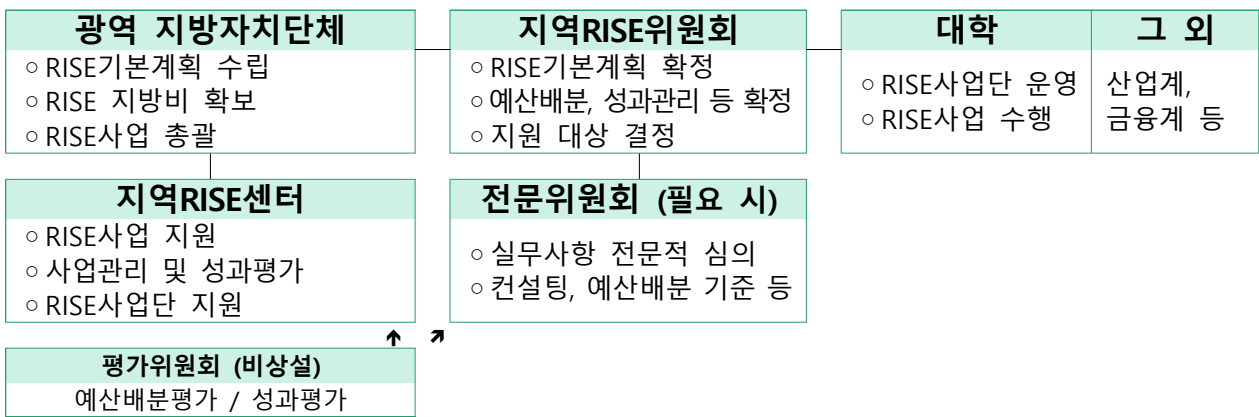 광역 지방자치단체
○ RISE기본계획 수립
○ RISE 지방비 확보
○ RISE사업 총괄
지역RISE위원회
○ RISE기본계획 확정
○ 예산배분, 성과관리 등 확정
○ 지원 대상 결정
대학
○ RISE사업단 운영
○ RISE사업 수행
그 외
산업계,
금융계 등
지역RISE센터
○ RISE사업 지원
○ 사업관리 및 성과평가
○ RISE사업단 지원
전문위원회 (필요 시)
○ 실무사항 전문적 심의
○ 컨설팅, 예산배분 기준 등
평가위원회 (비상설)
예산배분평가 / 성과평가